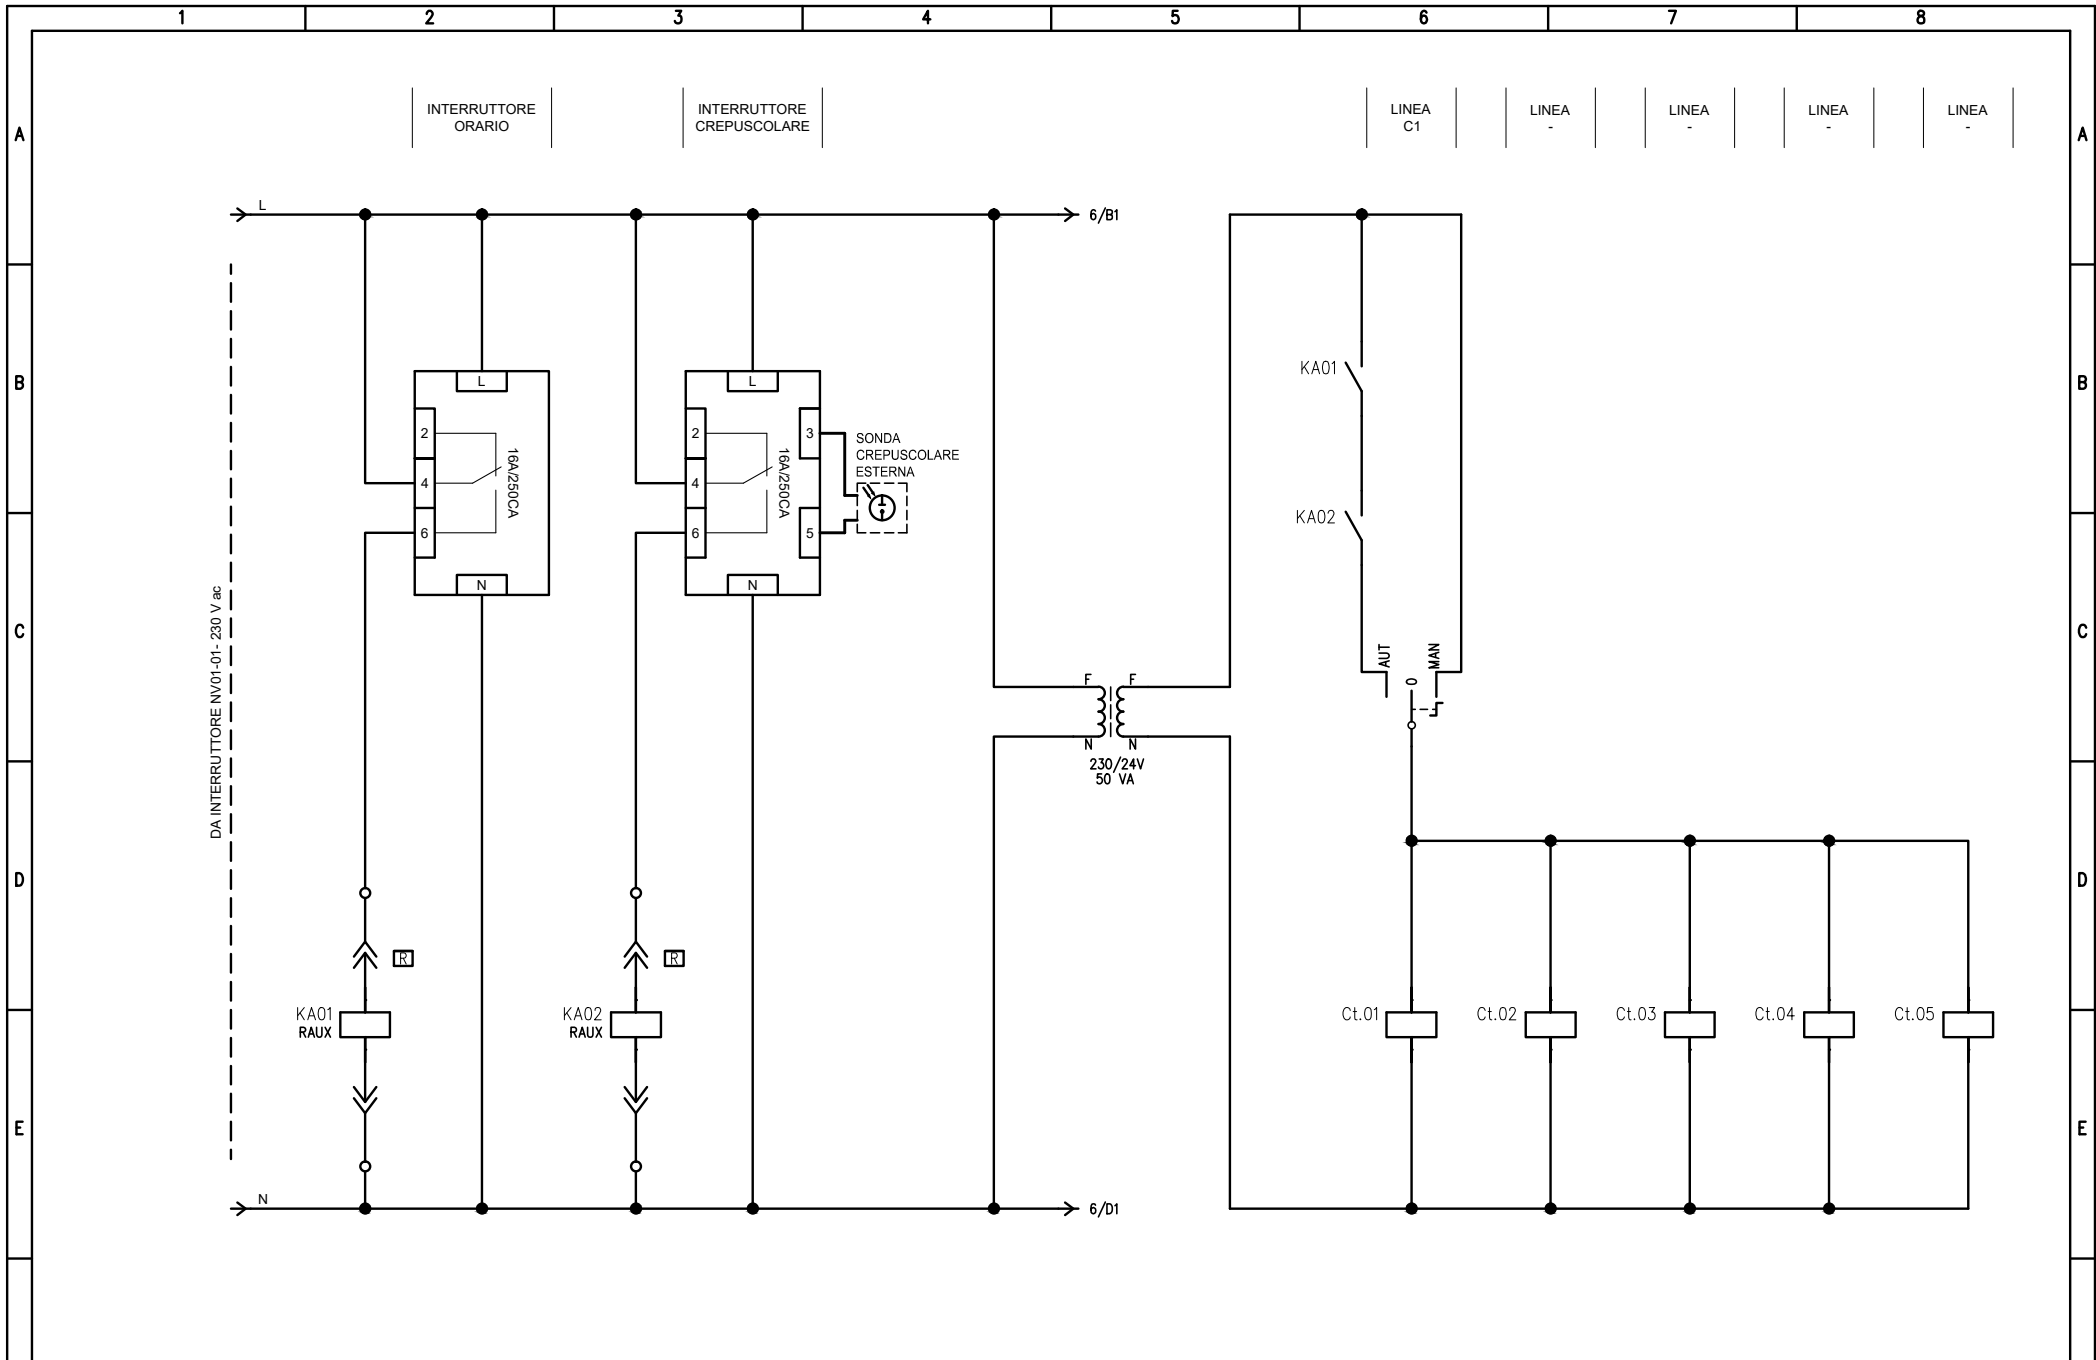 1 2 3 4 5 6 7 8
INTERRUTTORE
ORARIO
INTERRUTTORE
CREPUSCOLARE
LINEA
C1
LINEA
-
LINEA
-
LINEA
-
LINEA
-
A
A
L
6/B1
B
B
KA01
L
2
4
6
N
16A/250CA
L
2
4
6
3
5
N
16A/250CA
SONDA
CREPUSCOLARE
ESTERNA
KA02
C
C
DA INTERRUTTORE NV01-01- 230 V ac
AUT
0
MAN
F
F
N
N
230/24V
50 VA
D
D
R
R
KA01
RAUX
KA02
RAUX
Ct.01
Ct.02
Ct.03
Ct.04
Ct.05
E
E
N
6/D1